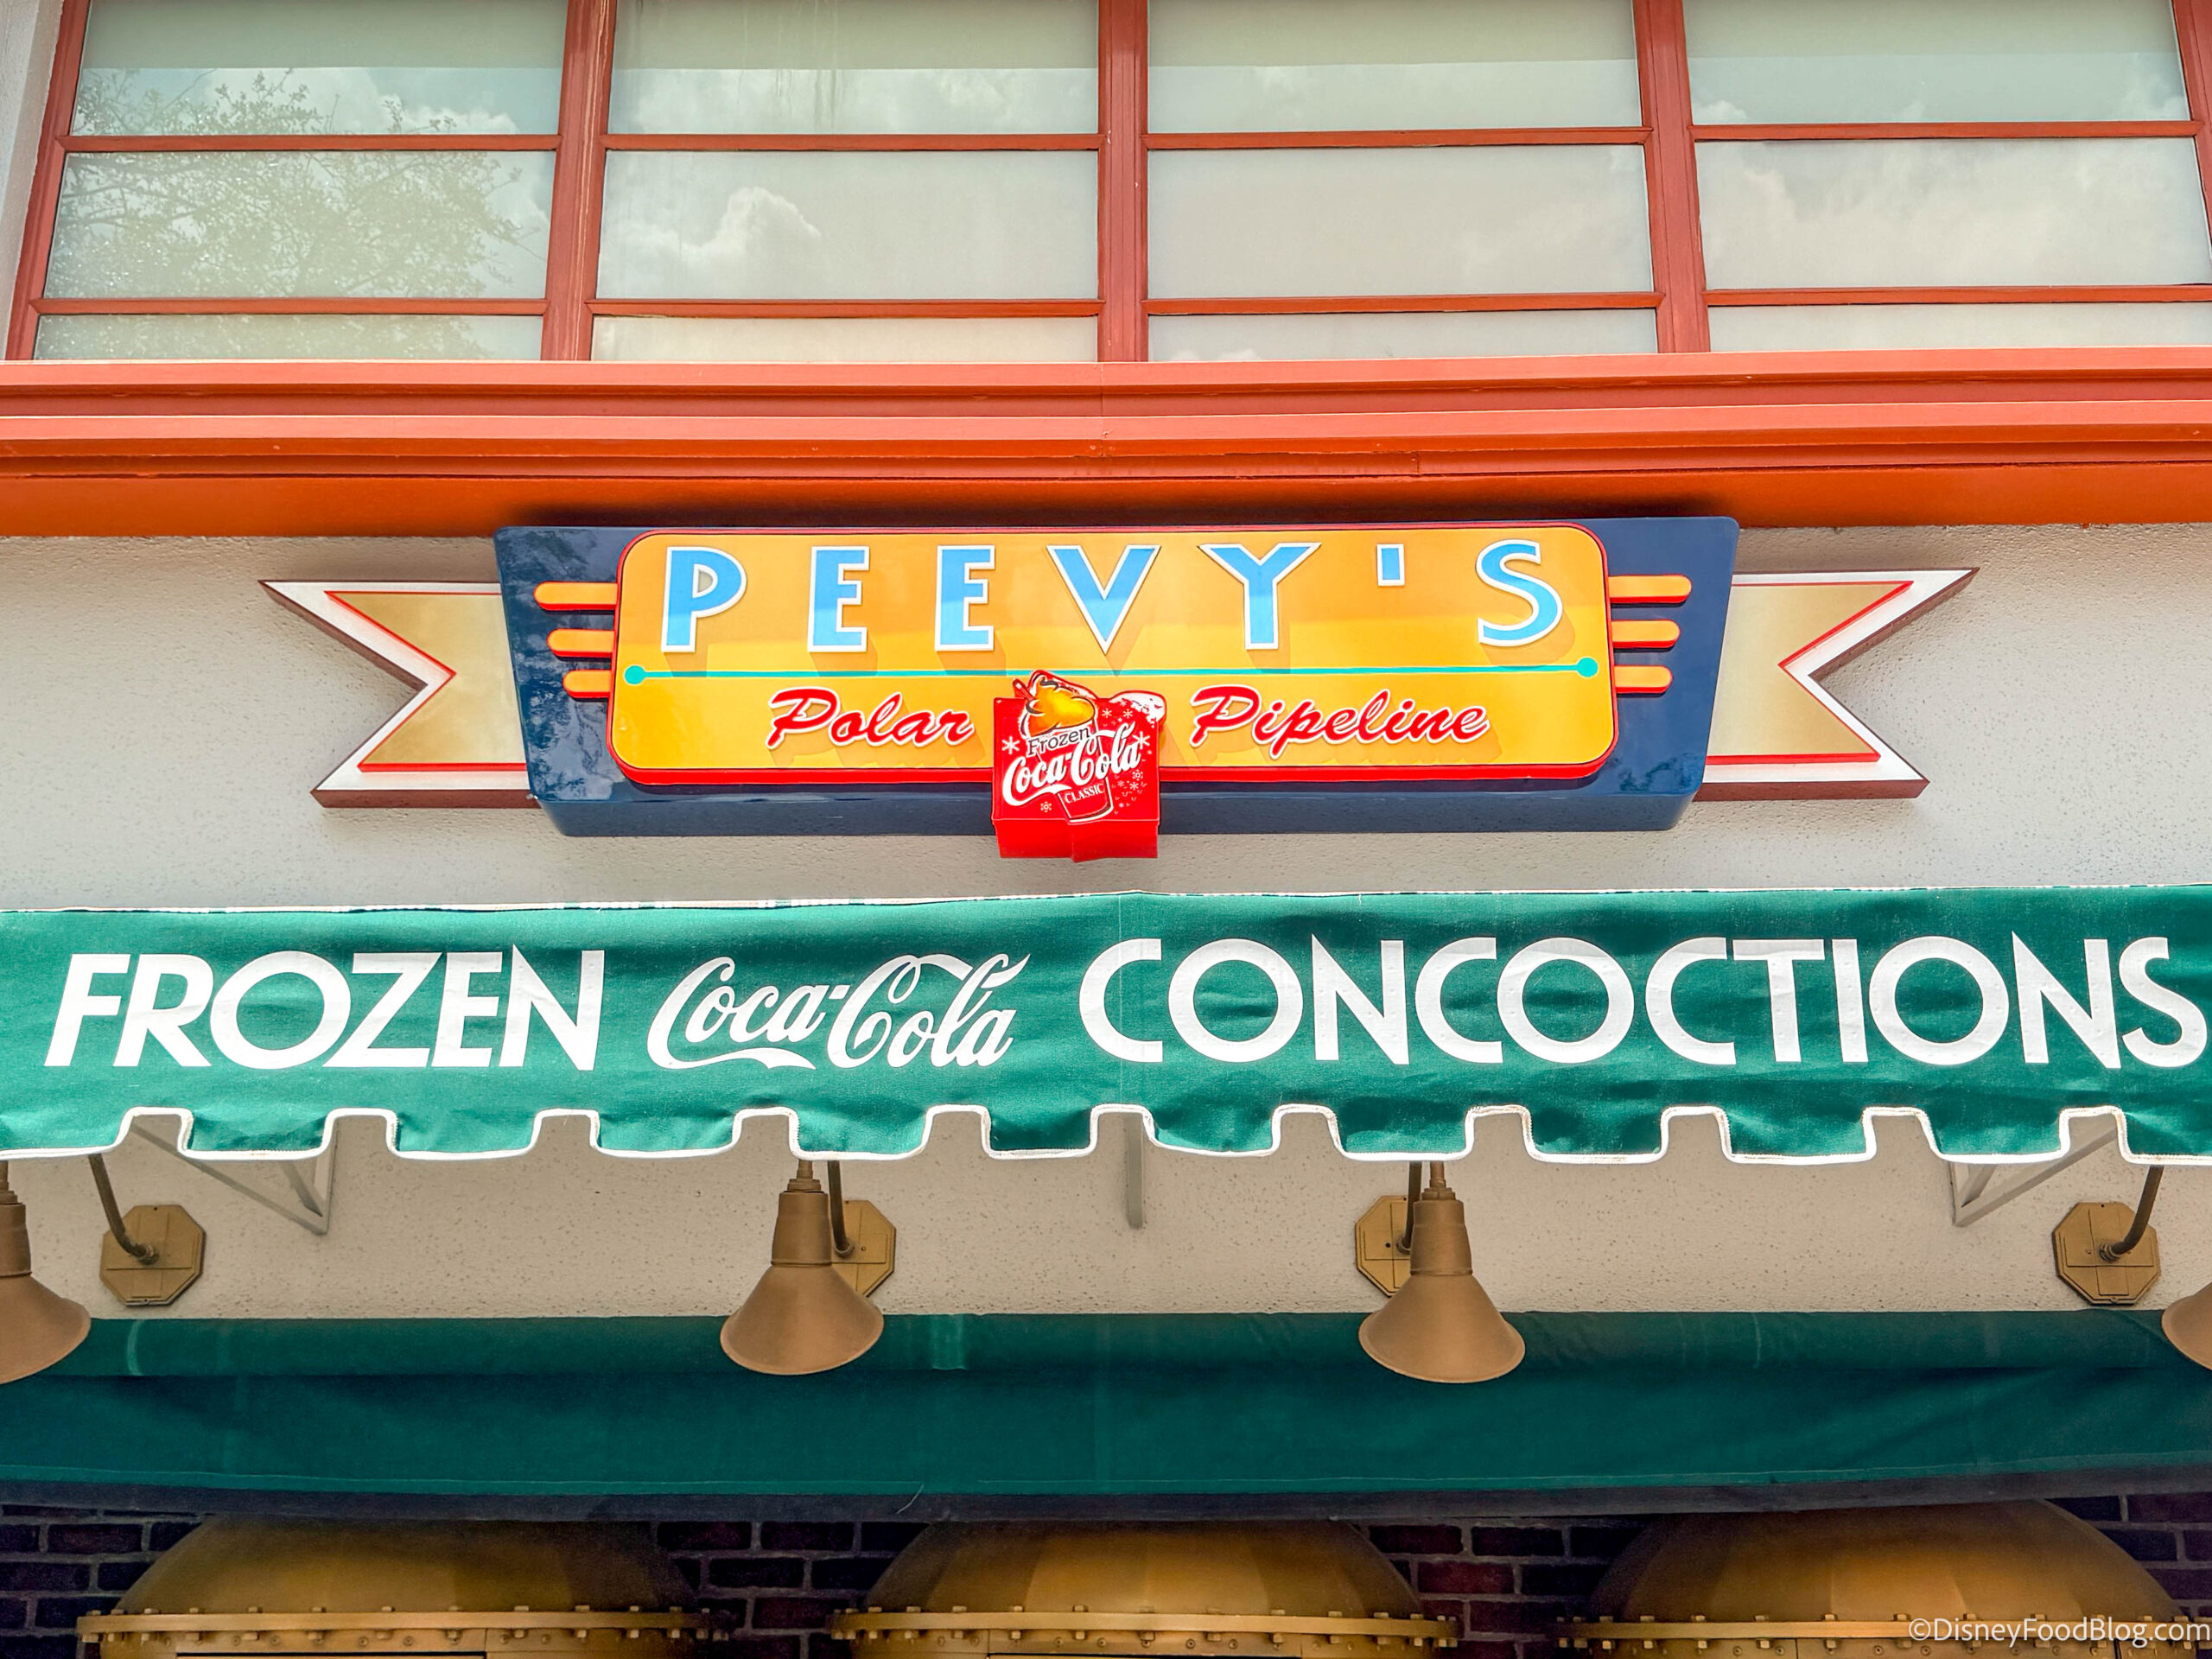 PEEVY'S
Polar Pipeline
Frozen
Coca-Cola
CLASSIC
FROZEN Coca-Cola CONCOCTIONS
©DisneyFoodBlog.com